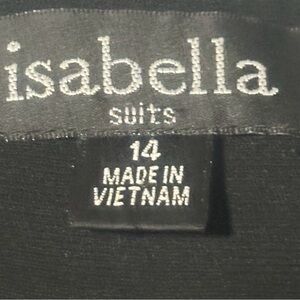 isabella
suits
14
MADE IN
VIETNAM